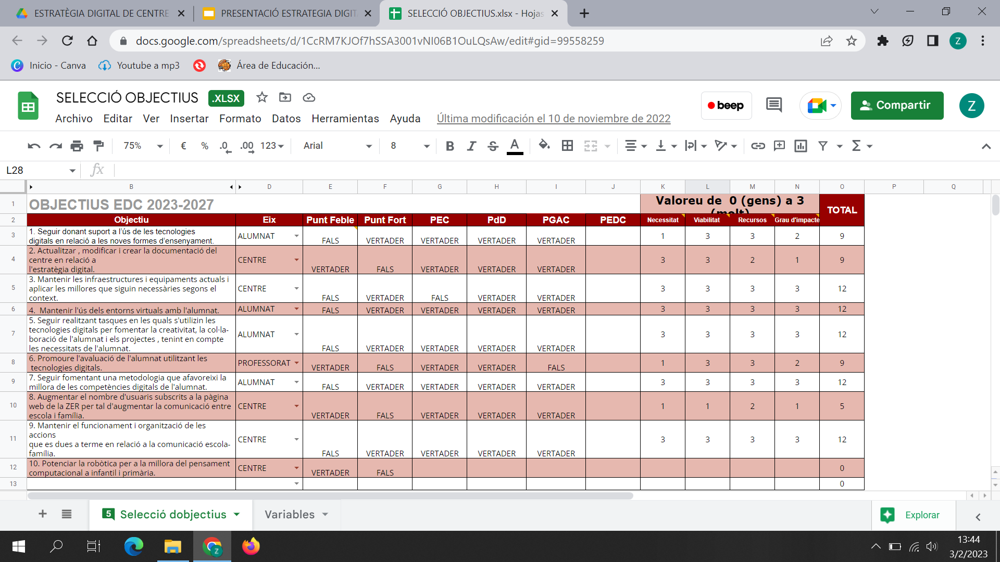 ESTRATÈGIA DIGITAL DE CENTRE
PRESENTACIÓ ESTRATEGIA DIGIT
SELECCIÓ OBJECTIUS.xlsx - Hojas
docs.google.com/spreadsheets/d/1CcRM7KJOf7hSSA3001vNI06B1OuLQsAw/edit#gid=99558259
Z
Inicio - Canva
Youtube a mp3
Área de Educación...
SELECCIÓ OBJECTIUS
.XLSX
beep
Compartir
Z
Archivo Editar Ver Insertar Formato Datos Herramientas Ayuda
Última modificación el 10 de noviembre de 2022
75% € % .0 .00 123 Arial 8 B I S A Σ
L28 fx
B D E F G H I J K L M N O P Q
1 OBJECTIUS EDC 2023-2027 Valoreu de 0 (gens) a 3
(molt)
TOTAL
2 Objectiu Eix Punt Feble Punt Fort PEC PdD PGAC PEDC Necessitat Viabilitat Recursos Grau d'impacte
3 1. Seguir donant suport a l'ús de les tecnologies
digitals en relació a les noves formes d'ensenyament.
ALUMNAT FALS VERTADER VERTADER VERTADER VERTADER 1 3 3 2 9
4 2. Actualitzar , modificar i crear la documentació del
centre en relació a
l'estratègia digital.
CENTRE VERTADER FALS VERTADER VERTADER VERTADER 3 3 2 1 9
5 3. Mantenir les infraestructures i equipaments actuals i
aplicar les millores que siguin necessàries segons el
context.
CENTRE FALS VERTADER FALS VERTADER VERTADER 3 3 3 3 12
6 4. Mantenir l'ús dels entorns virtuals amb l'alumnat. ALUMNAT FALS VERTADER VERTADER VERTADER VERTADER 3 3 3 3 12
7 5. Seguir realitzant tasques en les quals s'utilizin les
tecnologies digitals per fomentar la creativitat, la col·la-
boració de l'alumnat i els projectes , tenint en compte
les necessitats de l'alumnat.
ALUMNAT FALS VERTADER VERTADER VERTADER VERTADER 3 3 3 3 12
8 6. Promoure l'avaluació de l'alumnat utilitzant les
tecnologies digitals.
PROFESSORAT VERTADER FALS VERTADER VERTADER FALS 1 3 3 2 9
9 7. Seguir fomentant una metodologia que afavoreixi la
millora de les competències digitals de l'alumnat.
ALUMNAT FALS VERTADER VERTADER VERTADER VERTADER 3 3 3 3 12
10 8. Augmentar el nombre d'usuaris subscrits a la pàgina
web de la ZER per tal d'augmentar la comunicació entre
escola i família.
CENTRE VERTADER FALS VERTADER VERTADER VERTADER 1 1 2 1 5
11 9. Mantenir el funcionament i organització de les
accions
que es dues a terme en relació a la comunicació escola-
família.
CENTRE FALS VERTADER VERTADER VERTADER VERTADER 3 3 3 3 12
12 10. Potenciar la robòtica per a la millora del pensament
computacional a infantil i primària.
CENTRE VERTADER FALS 0
13 0
5 Selecció dobjectius
Variables
Explorar
Z
13:44
3/2/2023